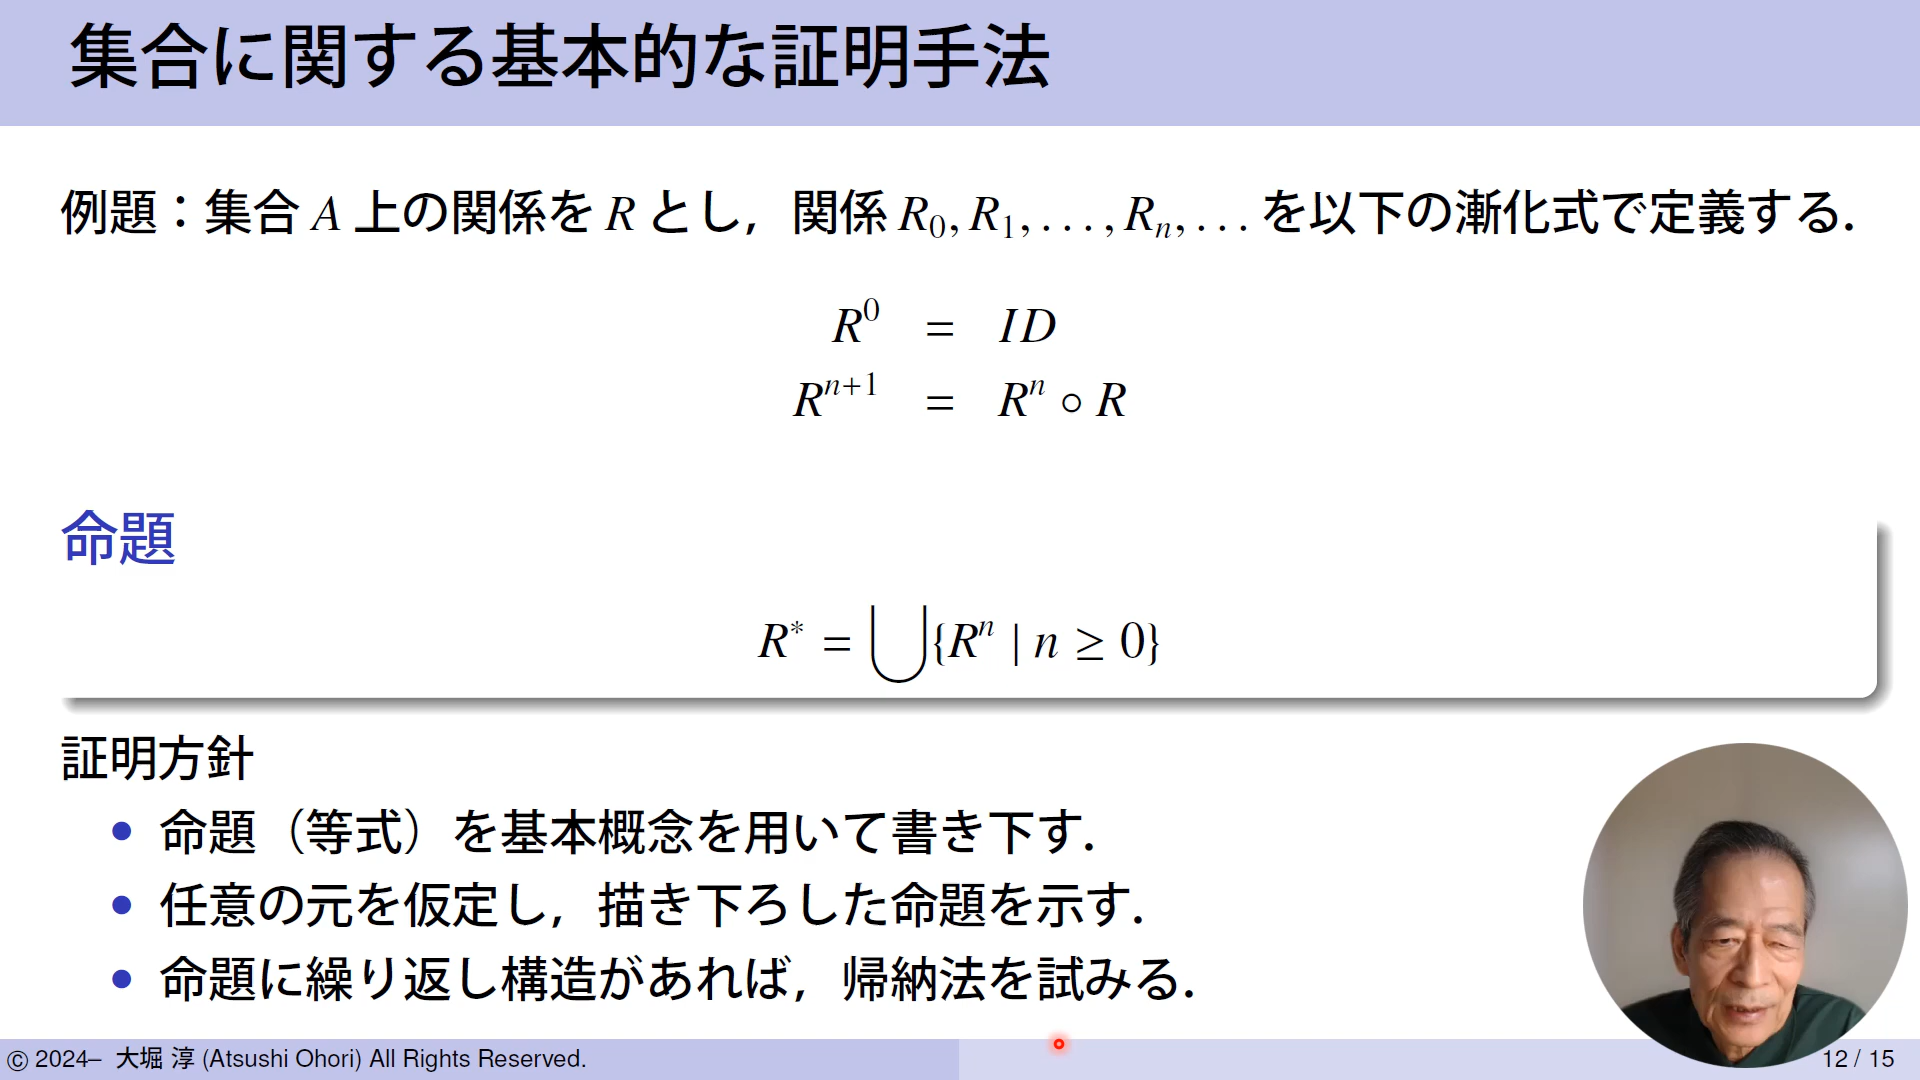 集合に関する基本的な証明手法
例題：集合 A 上の関係を R とし，関係 R₀, R₁, . . . , Rₙ, . . . を以下の漸化式で定義する．
R⁰ = ID
Rⁿ⁺¹ = Rⁿ ∘ R
命題
R* = ⋃{Rⁿ | n ≥ 0}
証明方針
• 命題（等式）を基本概念を用いて書き下す．
• 任意の元を仮定し，描き下ろした命題を示す．
• 命題に繰り返し構造があれば，帰納法を試みる．
© 2024– 大堀 淳 (Atsushi Ohori) All Rights Reserved.
12 / 15